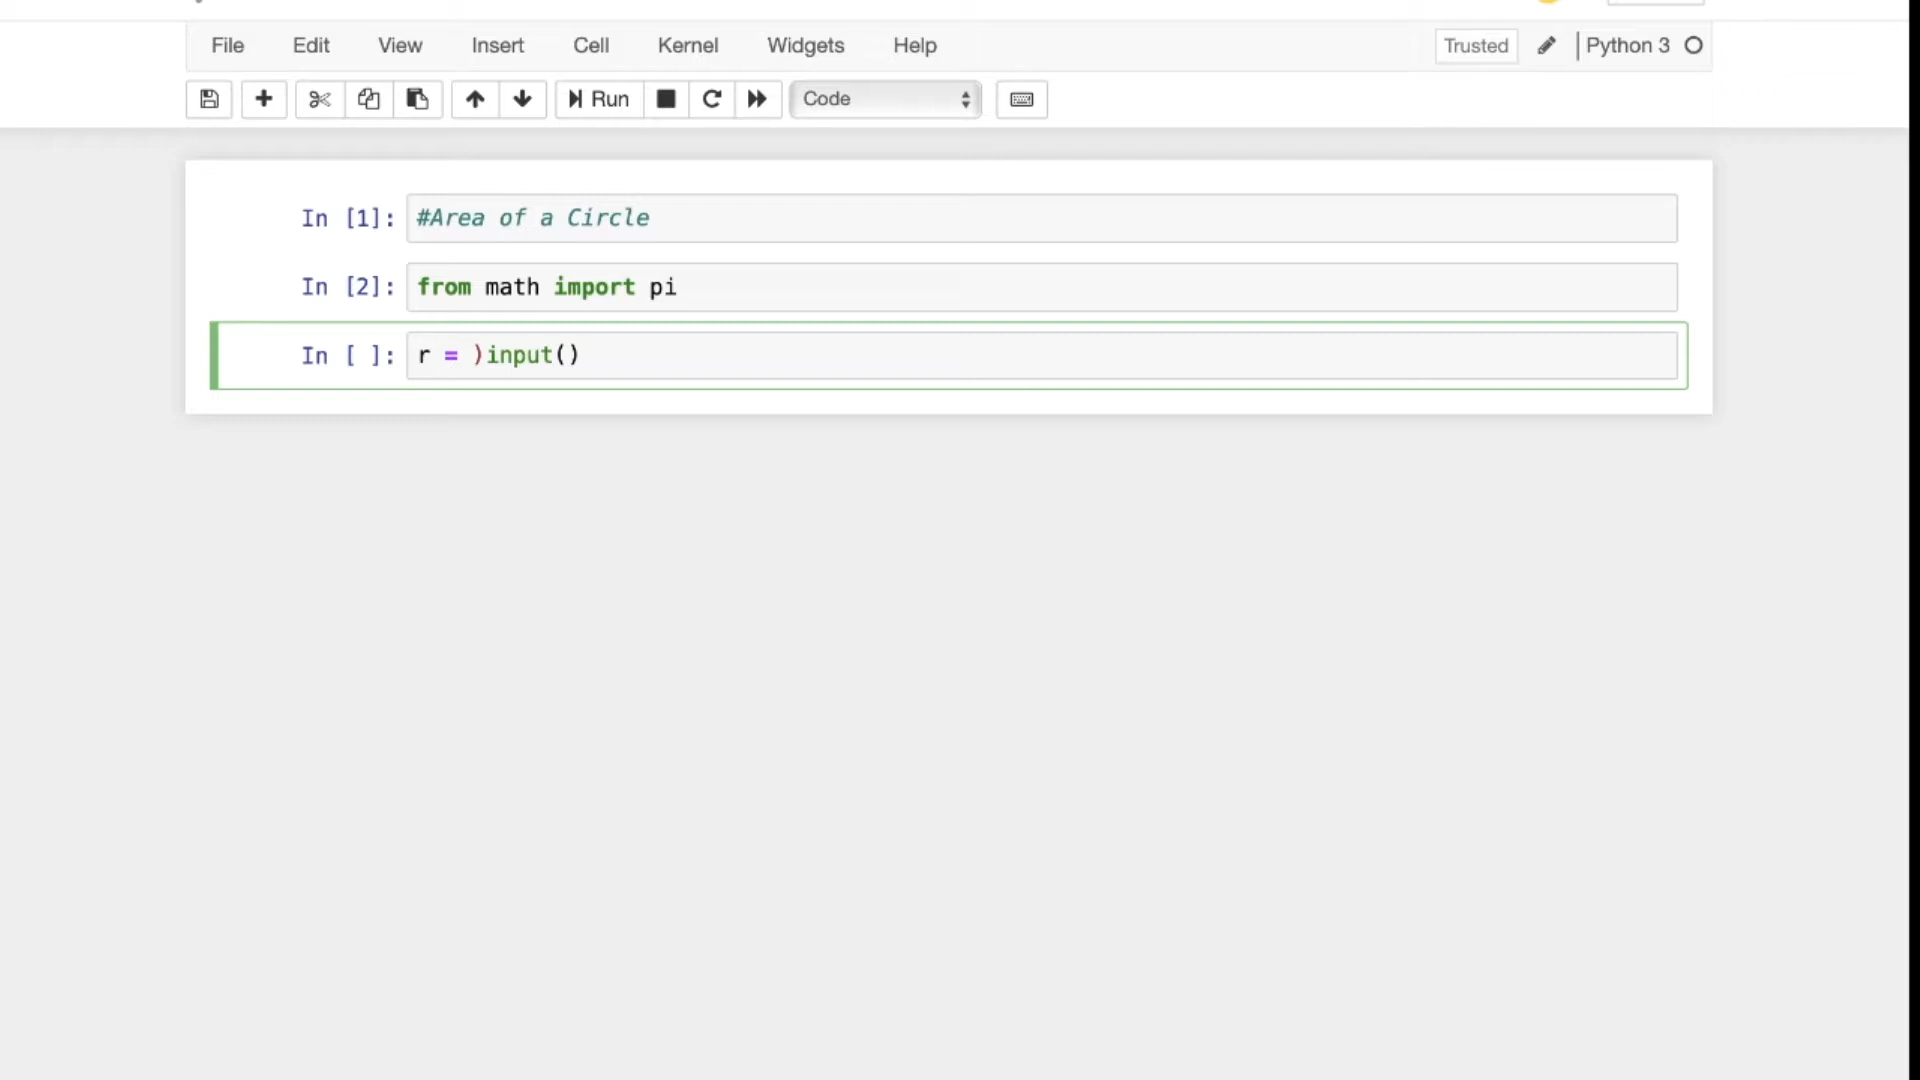 File Edit View Insert Cell Kernel Widgets Help Trusted Python 3
Run Code
In [1]: #Area of a Circle
In [2]: from math import pi
In [ ]: r = )input()